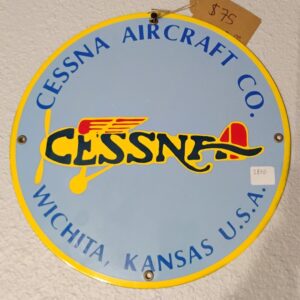 $75
CESSNA AIRCRAFT CO.
CESSNA
WICHITA, KANSAS U.S.A.